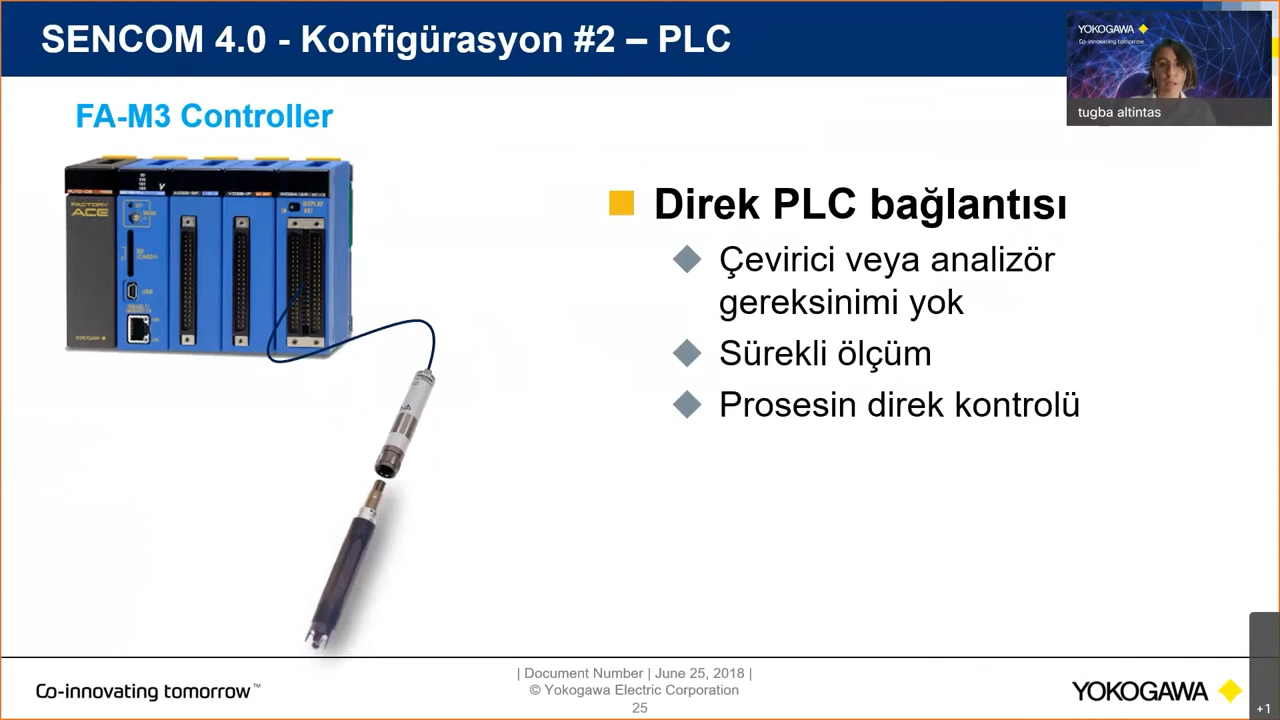 SENCOM 4.0 - Konfigürasyon #2 – PLC
YOKOGAWA
Co-innovating tomorrow
tugba altintas
FA-M3 Controller
FACTORY
ACE
YOKOGAWA
Direk PLC bağlantısı
Çevirici veya analizör
gereksinimi yok
Sürekli ölçüm
Prosesin direk kontrolü
Co-innovating tomorrow™
| Document Number | June 25, 2018 |
© Yokogawa Electric Corporation
25
YOKOGAWA
+1